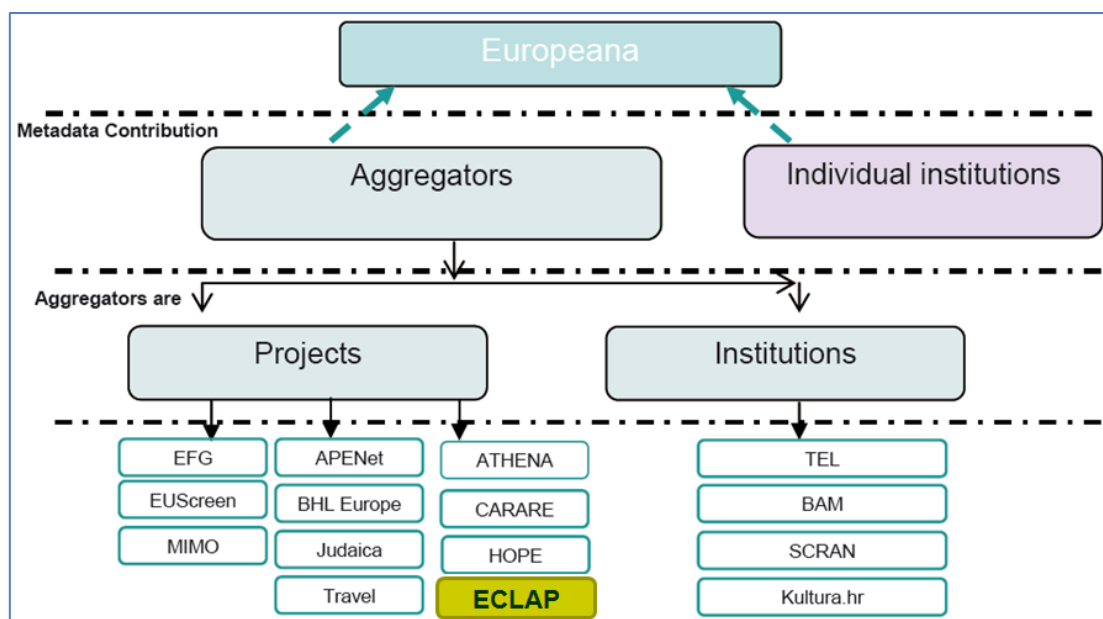 Europeana
Metadata Contribution
Aggregators
Individual institutions
Aggregators are
Projects
Institutions
EFG
EUScreen
MIMO
APENet
BHL Europe
Judaica
Travel
ATHENA
CARARE
HOPE
ECLAP
TEL
BAM
SCRAN
Kultura.hr